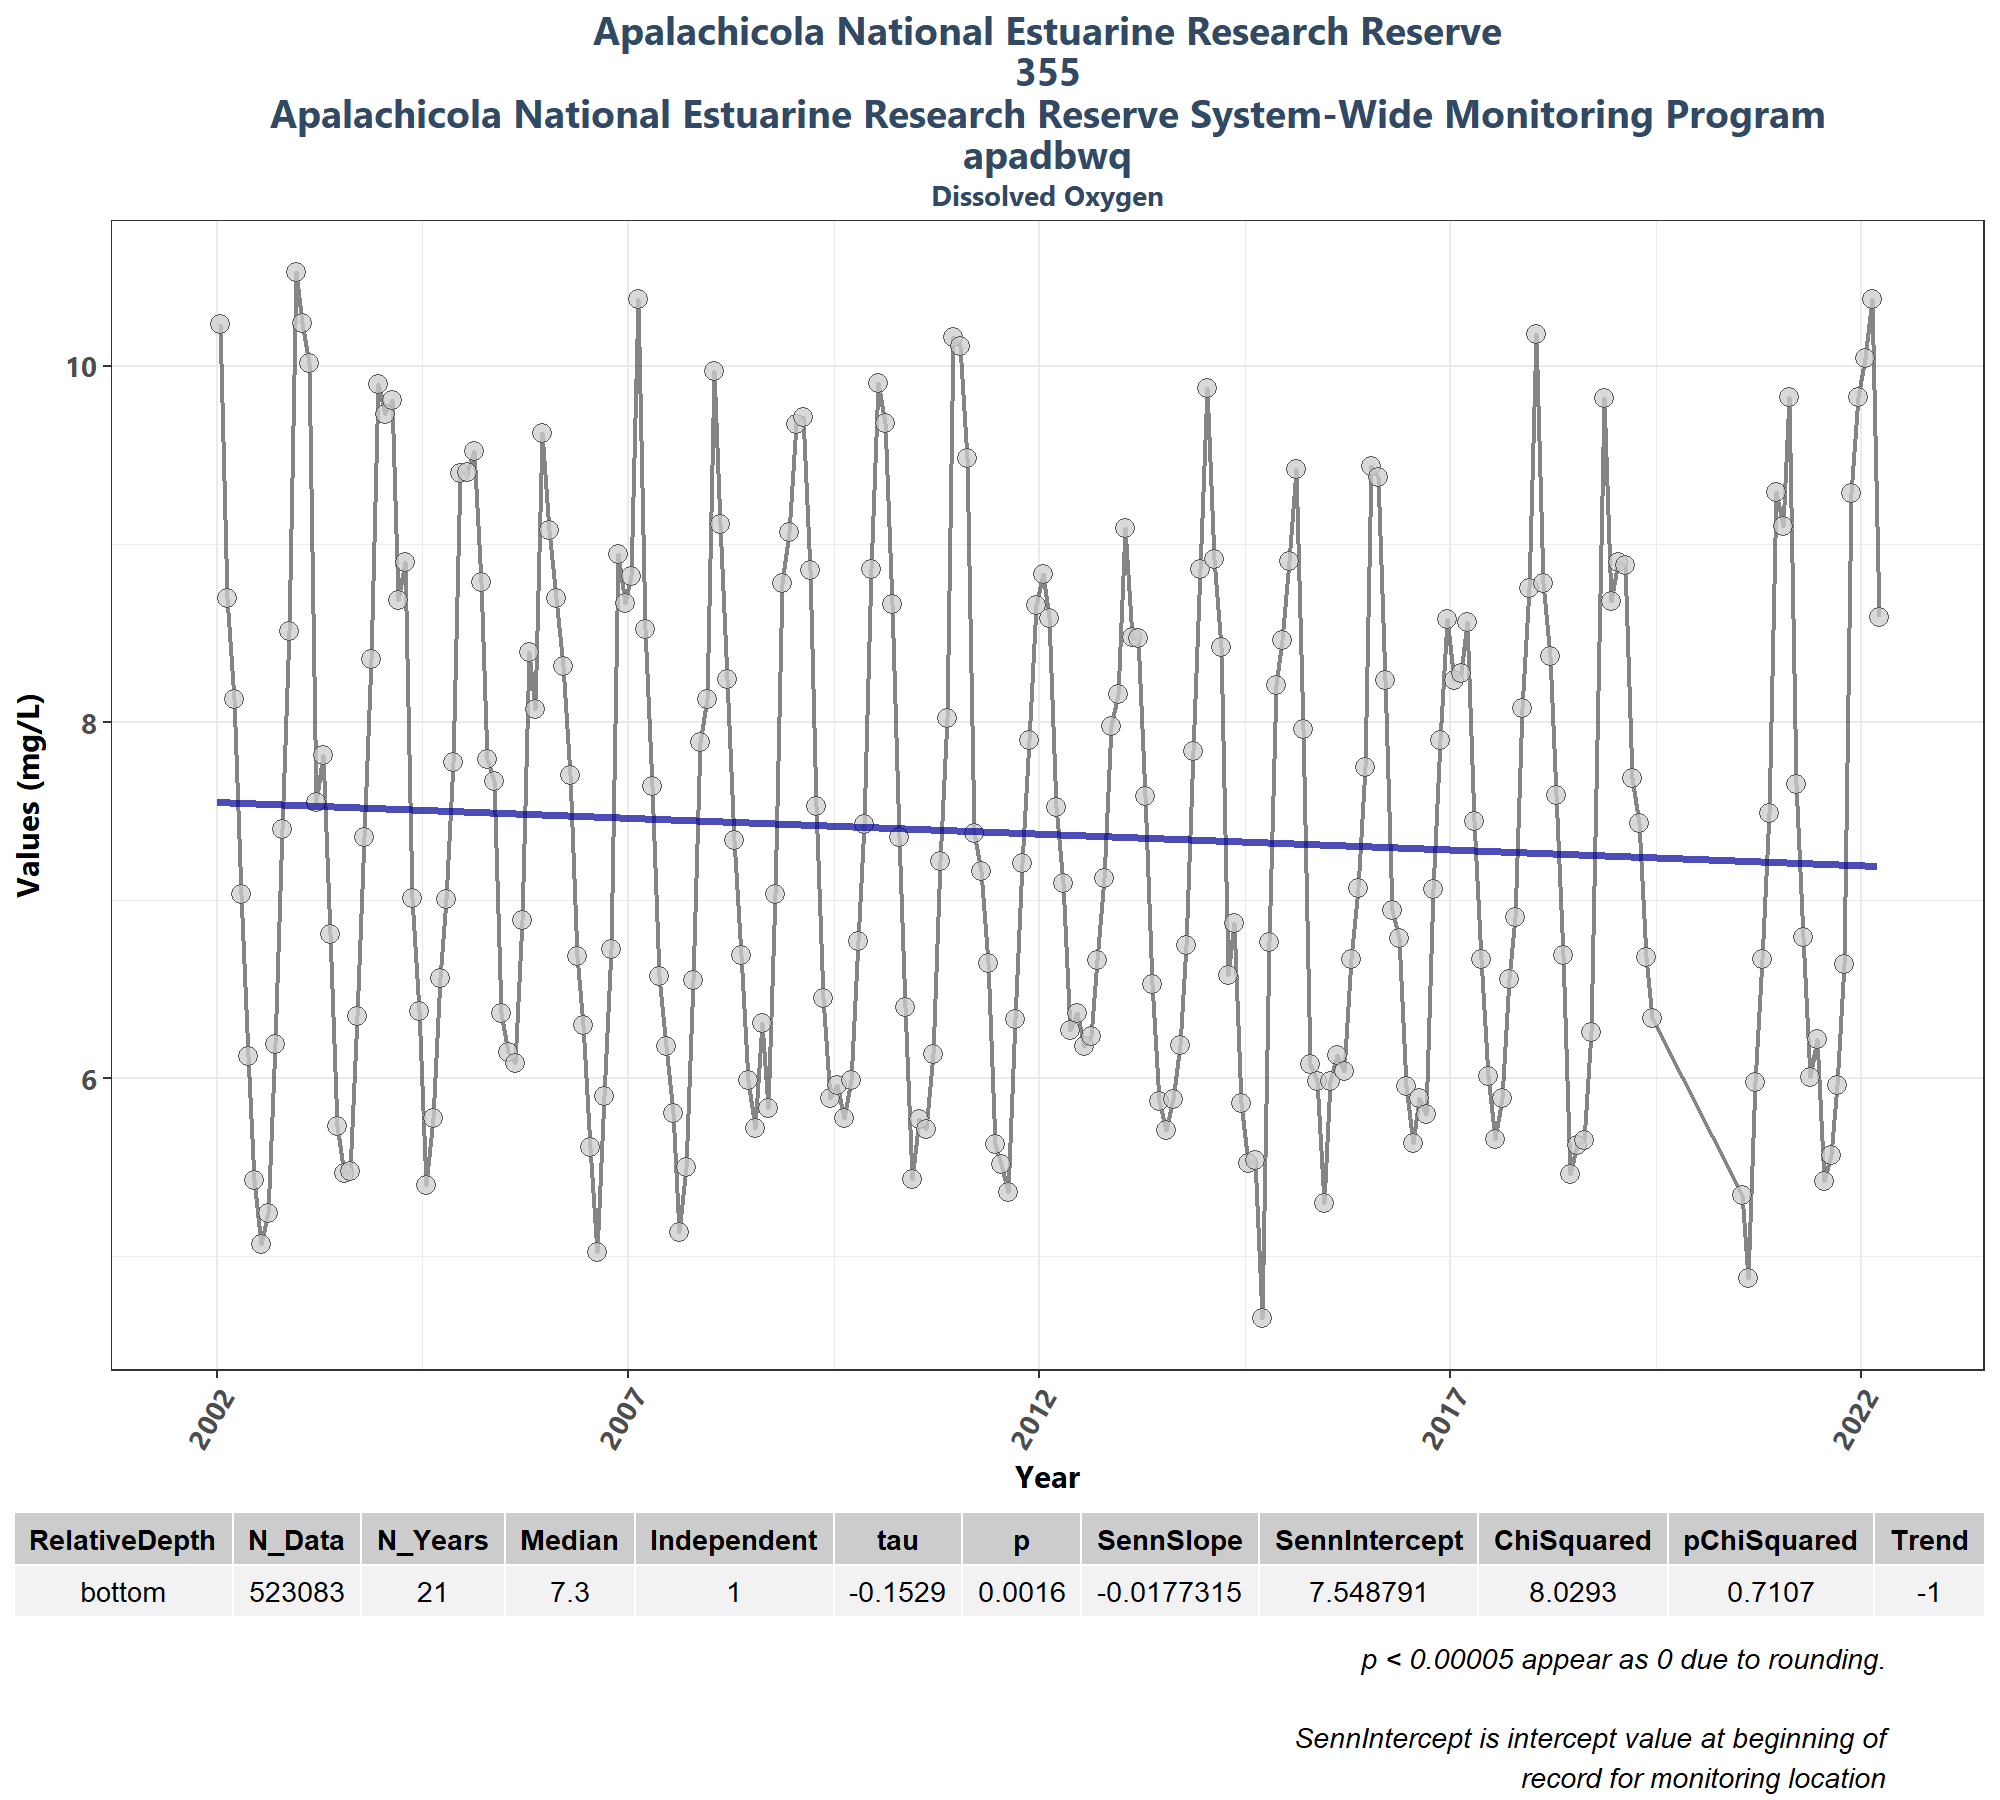 Apalachicola National Estuarine Research Reserve
355
Apalachicola National Estuarine Research Reserve System-Wide Monitoring Program
apadbwq
Dissolved Oxygen
Values (mg/L)
10
8
6
2002
2007
2012
2017
2022
Year
RelativeDepth N_Data N_Years Median Independent tau p SennSlope SennIntercept ChiSquared pChiSquared Trend
bottom 523083 21 7.3 1 -0.1529 0.0016 -0.0177315 7.548791 8.0293 0.7107 -1
p < 0.00005 appear as 0 due to rounding.
SennIntercept is intercept value at beginning of
record for monitoring location